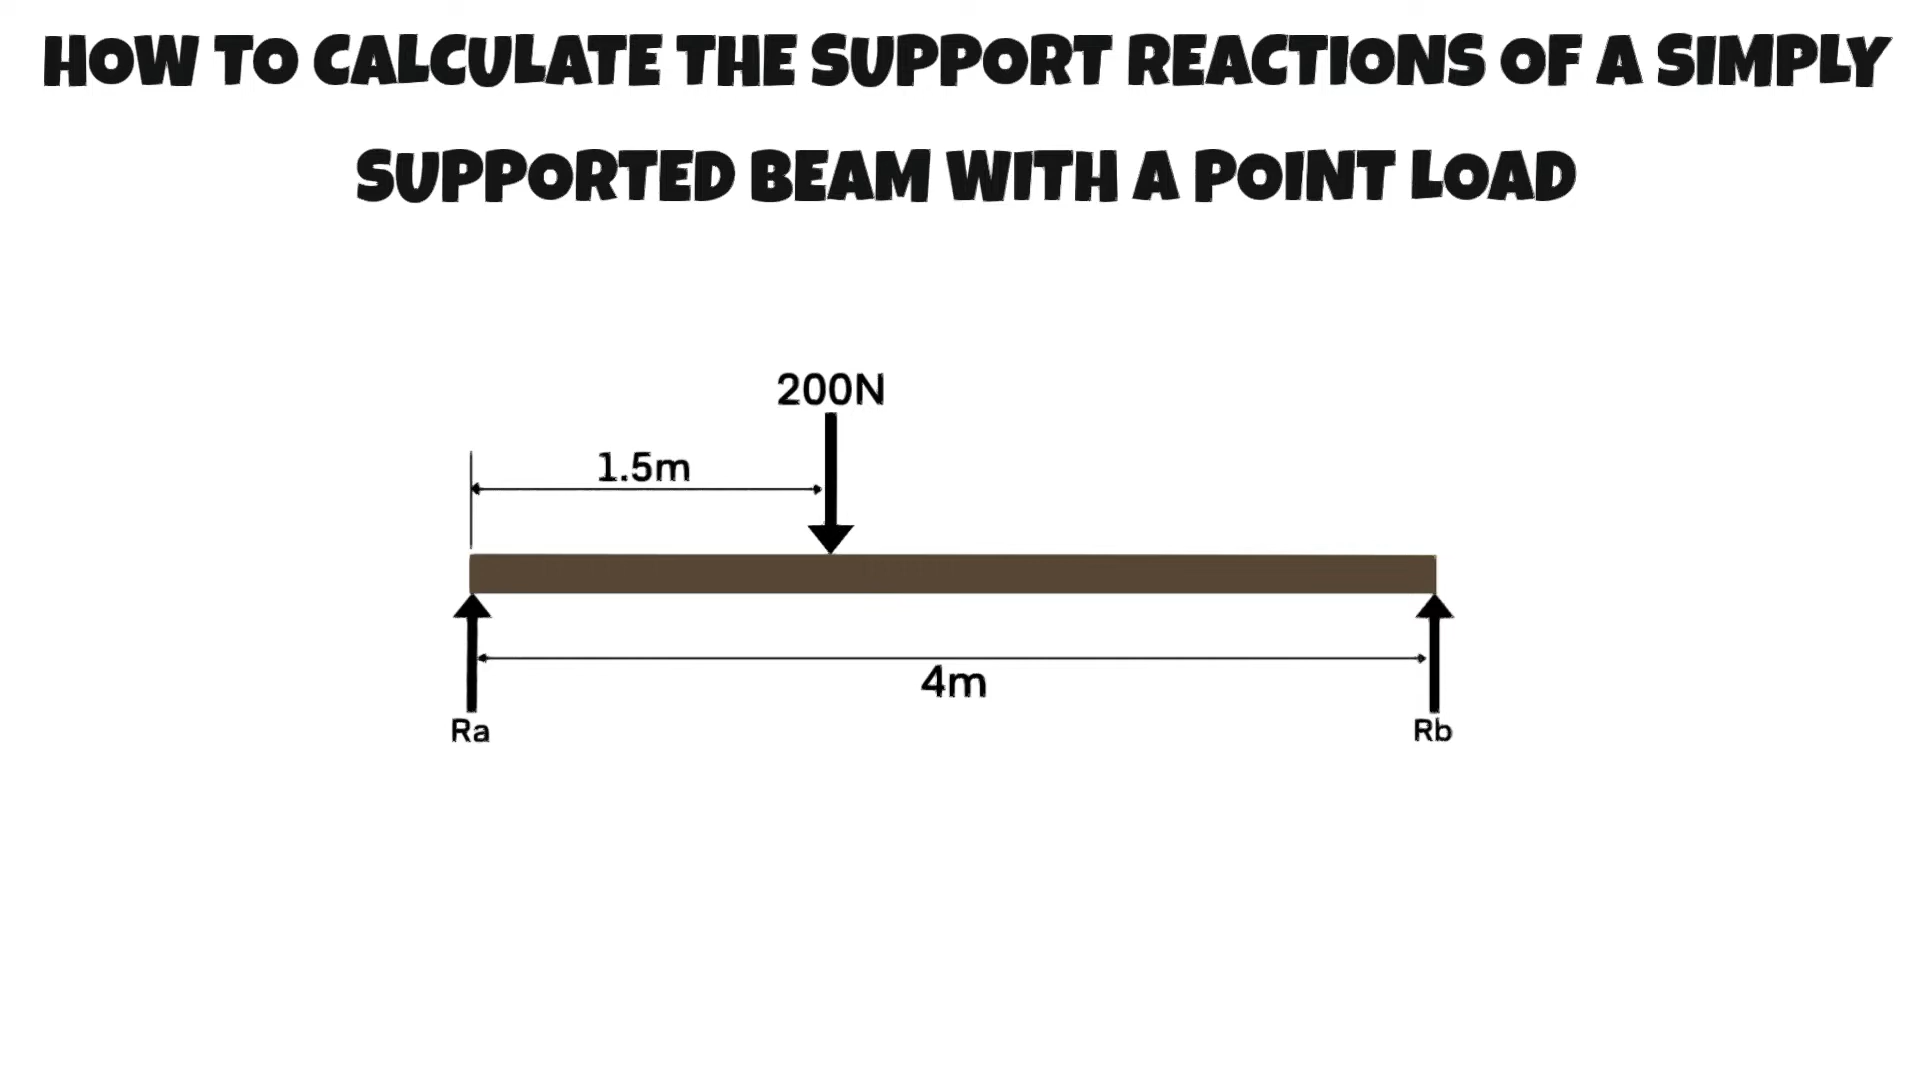 HOW TO CALCULATE THE SUPPORT REACTIONS OF A SIMPLY
SUPPORTED BEAM WITH A POINT LOAD
200N
1.5m
4m
Ra
Rb